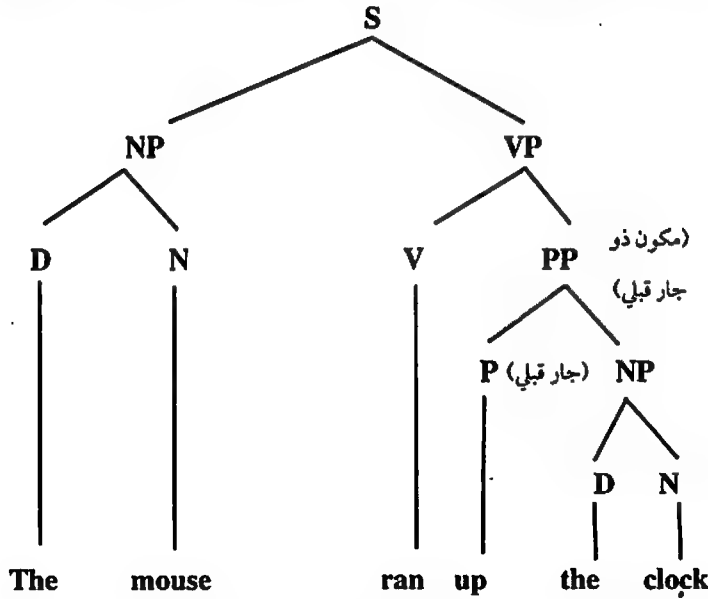 S
NP VP
D N V PP (مكون ذو
جار قبلي)
P (جار قبلي) NP
D N
The mouse ran up the clock